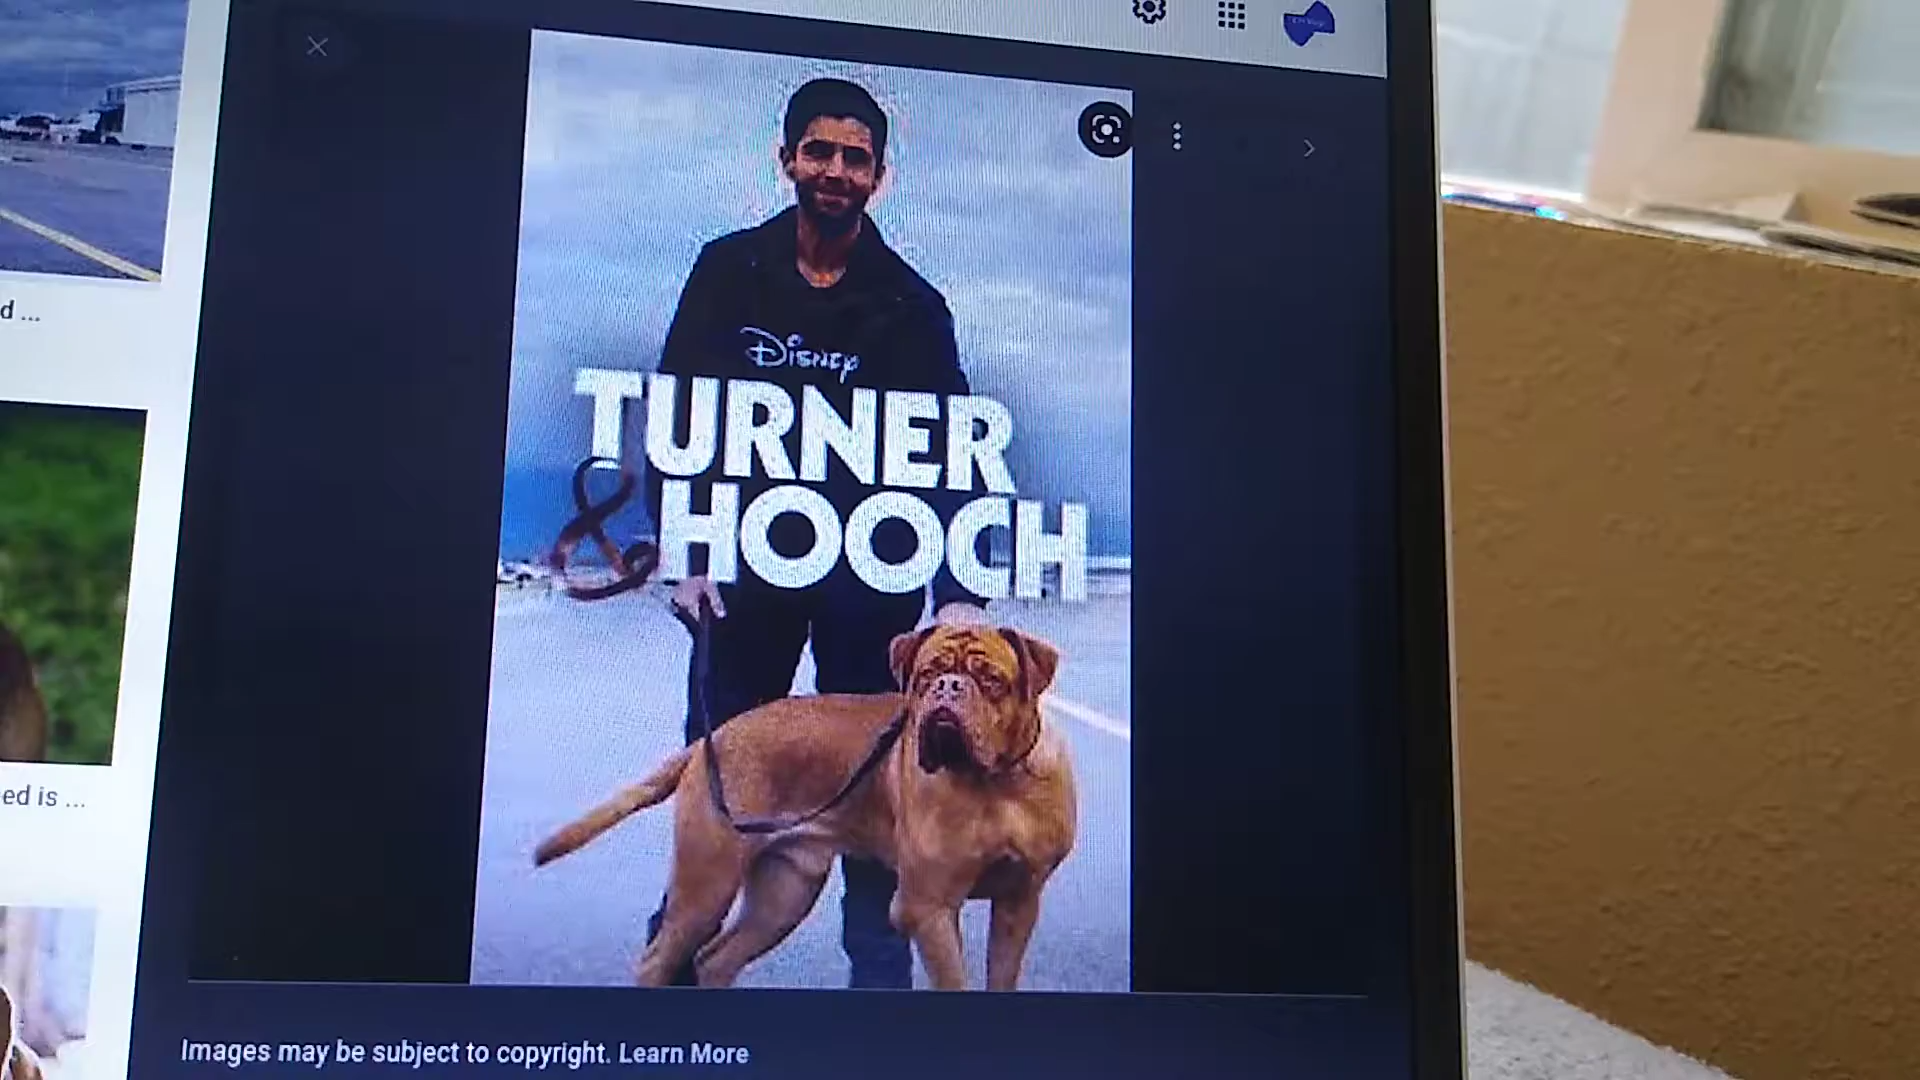 d ...
DISNEY
TURNER
& HOOCH
ed is ...
Images may be subject to copyright. Learn More